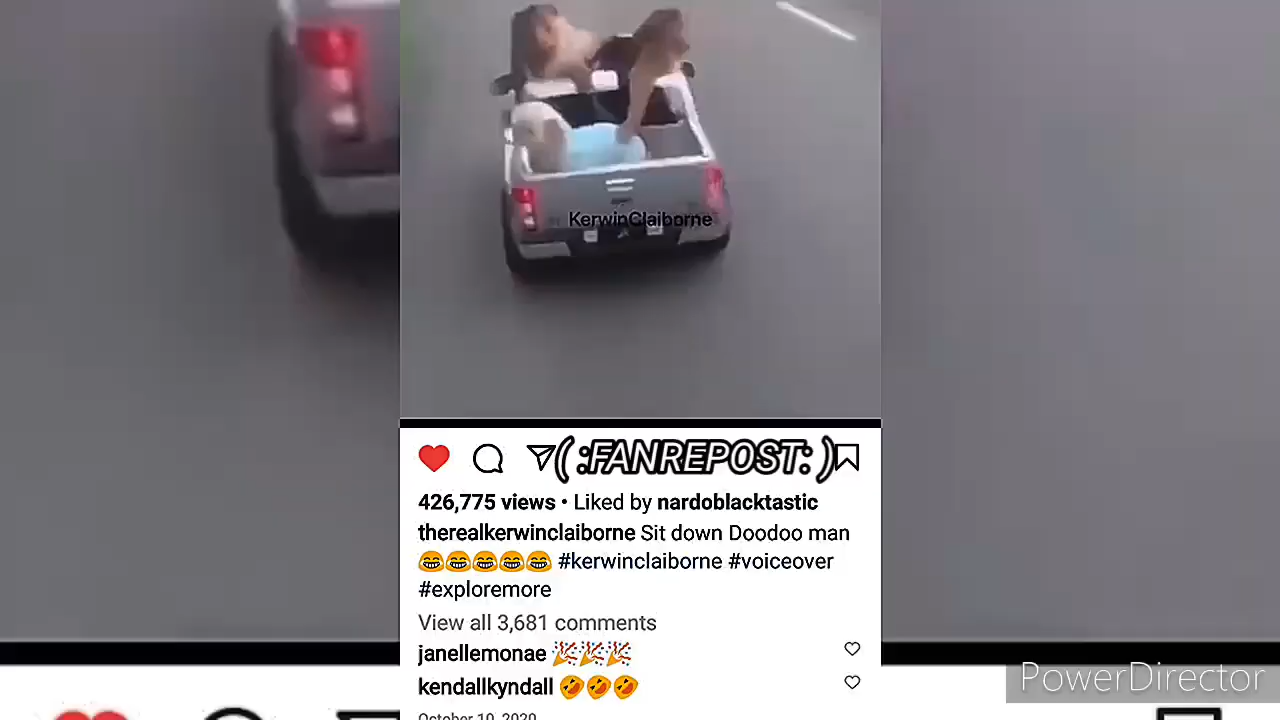 KerwinClaiborne
( :FANREPOST: )
426,775 views • Liked by nardoblacktastic
therealkerwinclaiborne Sit down Doodoo man
😂😂😂😂😂 #kerwinclaiborne #voiceover
#exploremore
View all 3,681 comments
janellemonae 🎉🎉🎉
kendallkyndall 🤣🤣🤣
October 10, 2020
PowerDirector